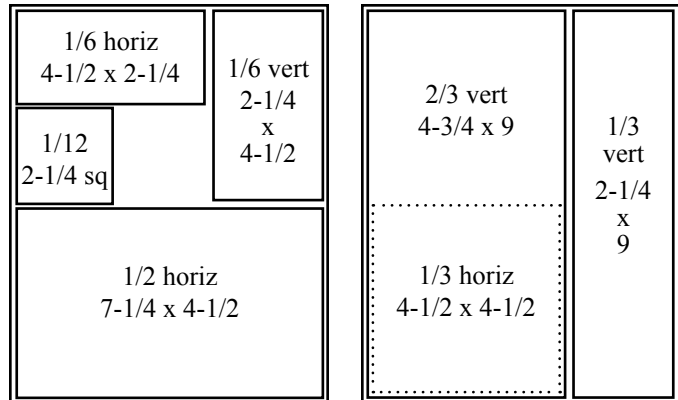 1/6 horiz
4-1/2 x 2-1/4
1/6 vert
2-1/4
x
4-1/2
1/12
2-1/4 sq
1/2 horiz
7-1/4 x 4-1/2
2/3 vert
4-3/4 x 9
1/3 horiz
4-1/2 x 4-1/2
1/3
vert
2-1/4
x
9